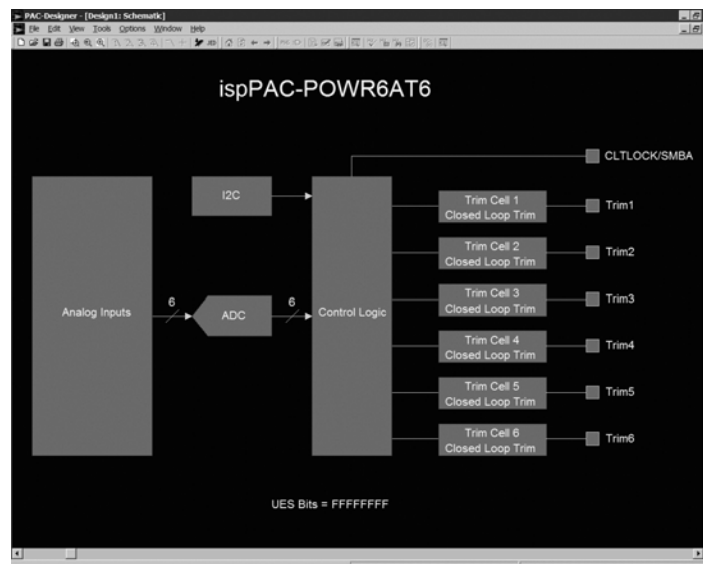 PAC-Designer - [Design1: Schematic]
File Edit View Tools Options Window Help
ispPAC-POWR6AT6
CLTLOCK/SMBA
I2C
Trim Cell 1
Closed Loop Trim
Trim1
Trim Cell 2
Closed Loop Trim
Trim2
Trim Cell 3
Closed Loop Trim
Trim3
Analog Inputs
6
ADC
6
Control Logic
Trim Cell 4
Closed Loop Trim
Trim4
Trim Cell 5
Closed Loop Trim
Trim5
Trim Cell 6
Closed Loop Trim
Trim6
UES Bits = FFFFFFFF